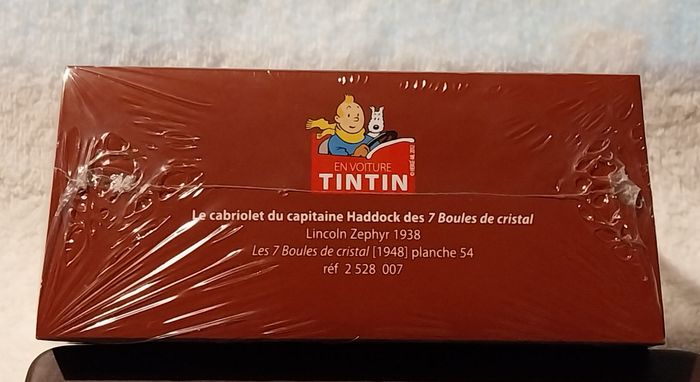 EN VOITURE
TINTIN
Le cabriolet du capitaine Haddock des 7 Boules de cristal
Lincoln Zephyr 1938
Les 7 Boules de cristal [1948] planche 54
réf 2 528 007